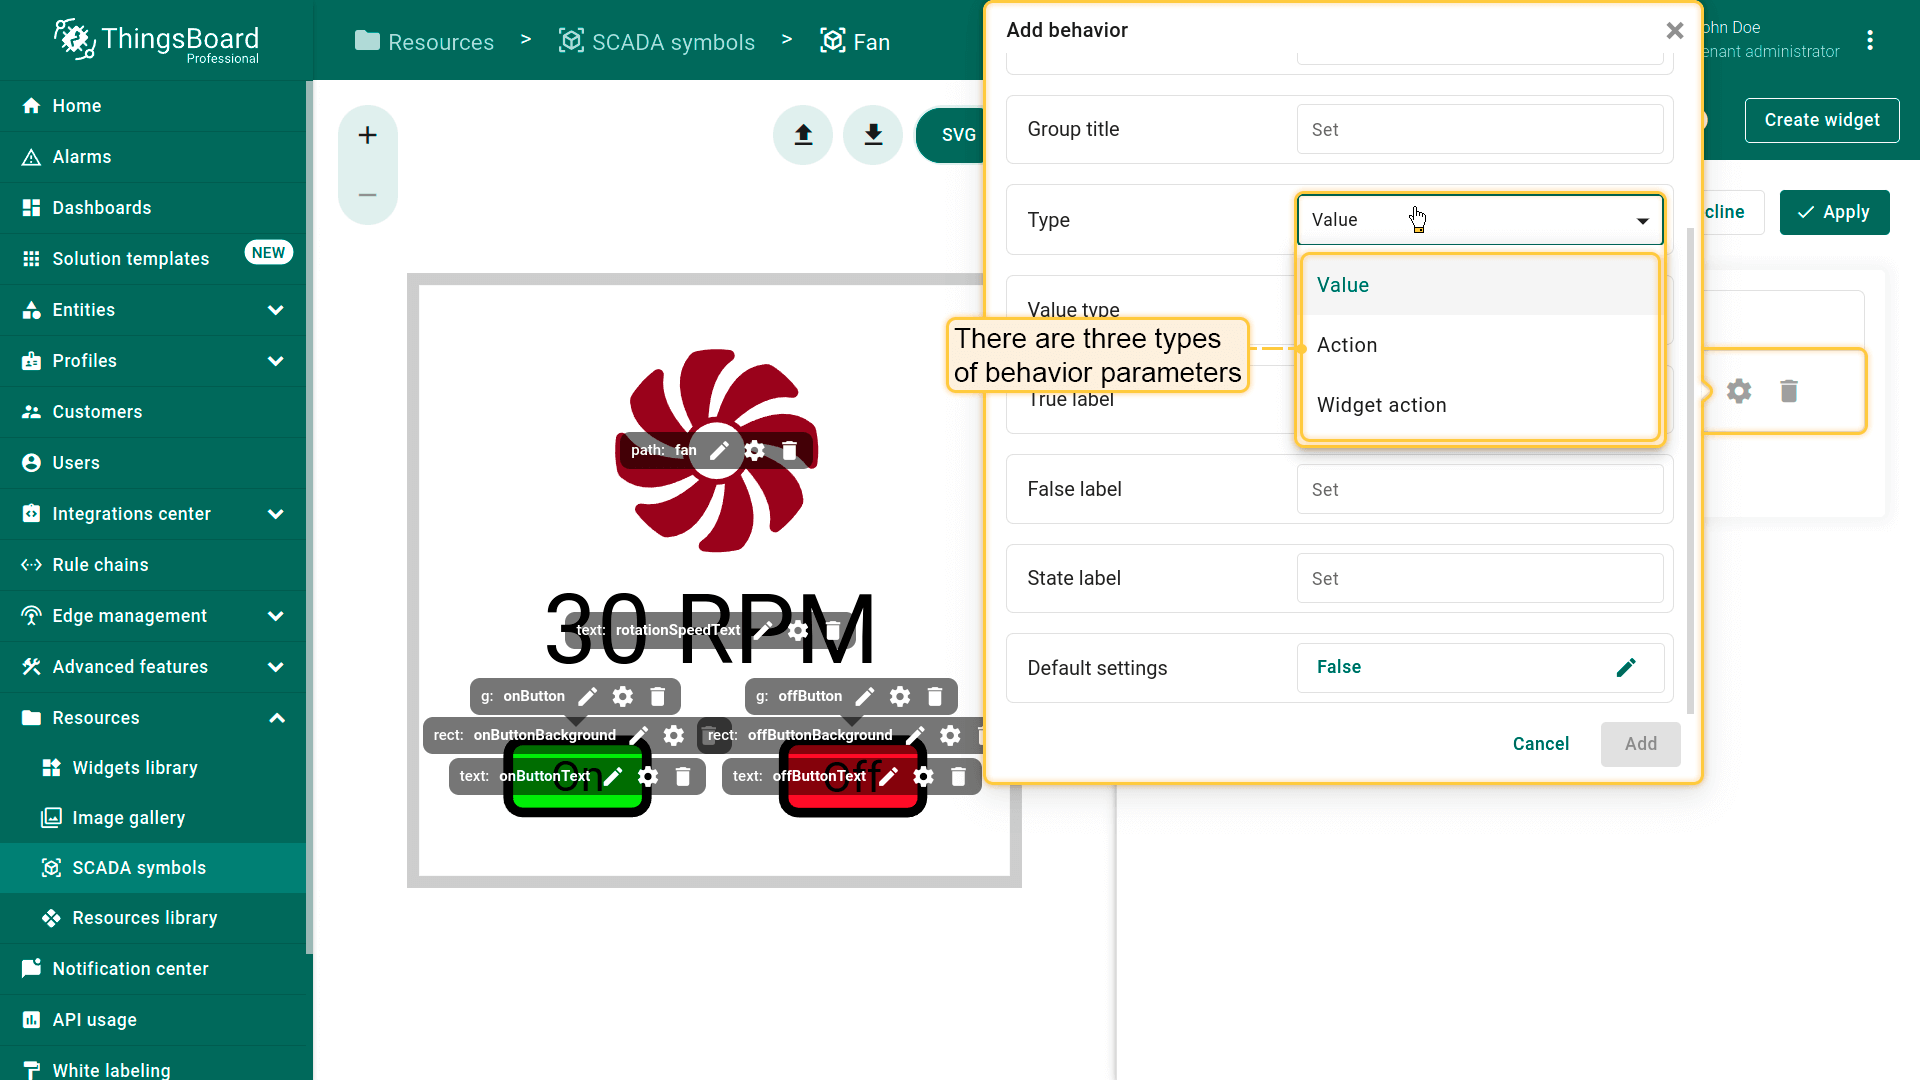 ThingsBoard
Professional
Home
Alarms
Dashboards
Solution templates
NEW
Entities
Profiles
Customers
Users
Integrations center
Rule chains
Edge management
Advanced features
Resources
Widgets library
Image gallery
SCADA symbols
Resources library
Notification center
API usage
White labeling
Resources > SCADA symbols > Fan
SVG
path: fan
30 RPM
text: rotationSpeedText
g: onButton
g: offButton
rect: onButtonBackground
rect: offButtonBackground
On
Off
text: onButtonText
text: offButtonText
Add behavior
Group title
Set
Type
Value
Value
Action
Widget action
Value type
There are three types
of behavior parameters
True label
False label
Set
State label
Set
Default settings
False
Cancel
Add
ohn Doe
enant administrator
Create widget
cline
Apply